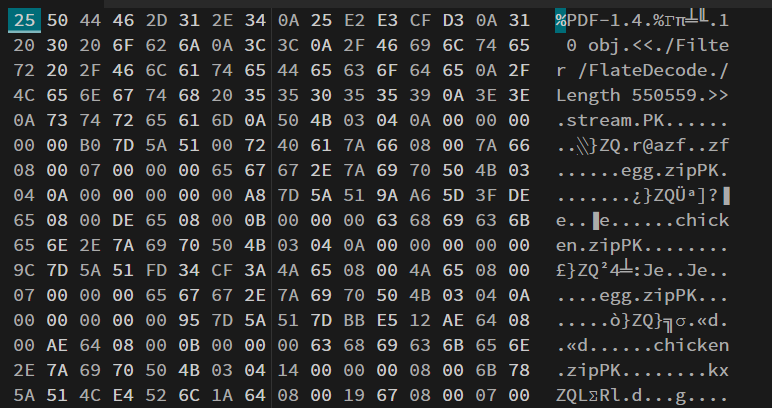 25 50 44 46 2D 31 2E 34 0A 25 E2 E3 CF D3 0A 31 %PDF-1.4.%Γπ╧╙.1
20 30 20 6F 62 6A 0A 3C 3C 0A 2F 46 69 6C 74 65 0 obj.<<./Filte
72 20 2F 46 6C 61 74 65 44 65 63 6F 64 65 0A 2F r /FlateDecode./
4C 65 6E 67 74 68 20 35 35 30 35 35 39 0A 3E 3E Length 550559.>>
0A 73 74 72 65 61 6D 0A 50 4B 03 04 0A 00 00 00 .stream.PK......
00 00 B0 7D 5A 51 00 72 40 61 7A 66 08 00 7A 66 ..░}ZQ.r@azf..zf
08 00 07 00 00 00 65 67 67 2E 7A 69 70 50 4B 03 ......egg.zipPK.
04 0A 00 00 00 00 00 A8 7D 5A 51 9A A6 5D 3F DE .......¿}ZQÜª]?▐
65 08 00 DE 65 08 00 0B 00 00 00 63 68 69 63 6B e..▐e......chick
65 6E 2E 7A 69 70 50 4B 03 04 0A 00 00 00 00 00 en.zipPK........
9C 7D 5A 51 FD 34 CF 3A 4A 65 08 00 4A 65 08 00 £}ZQ²4╧:Je..Je..
07 00 00 00 65 67 67 2E 7A 69 70 50 4B 03 04 0A ....egg.zipPK...
00 00 00 00 00 95 7D 5A 51 7D BB E5 12 AE 64 08 .....ò}ZQ}╗σ.«d.
00 AE 64 08 00 0B 00 00 00 63 68 69 63 6B 65 6E .«d......chicken
2E 7A 69 70 50 4B 03 04 14 00 00 00 08 00 6B 78 .zipPK........kx
5A 51 4C E4 52 6C 1A 64 08 00 19 67 08 00 07 00 ZQLΣRl.d...g....